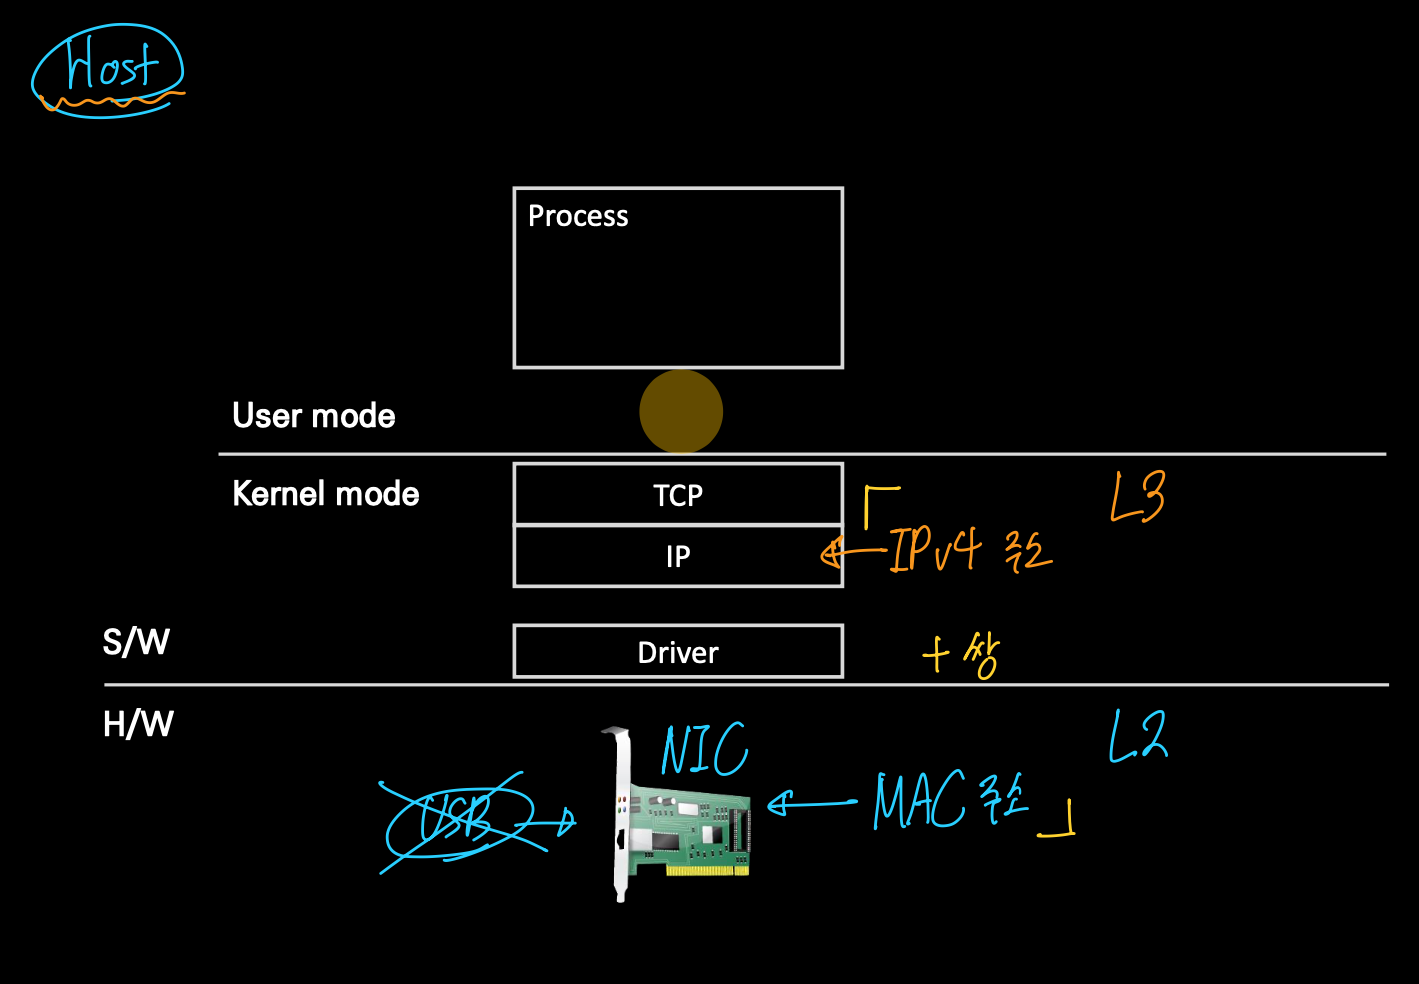 Host
Process
User mode
Kernel mode
TCP
L3
IP
IPv4 주소
S/W
Driver
+ 쌍
H/W
NIC
L2
USB
MAC 주소